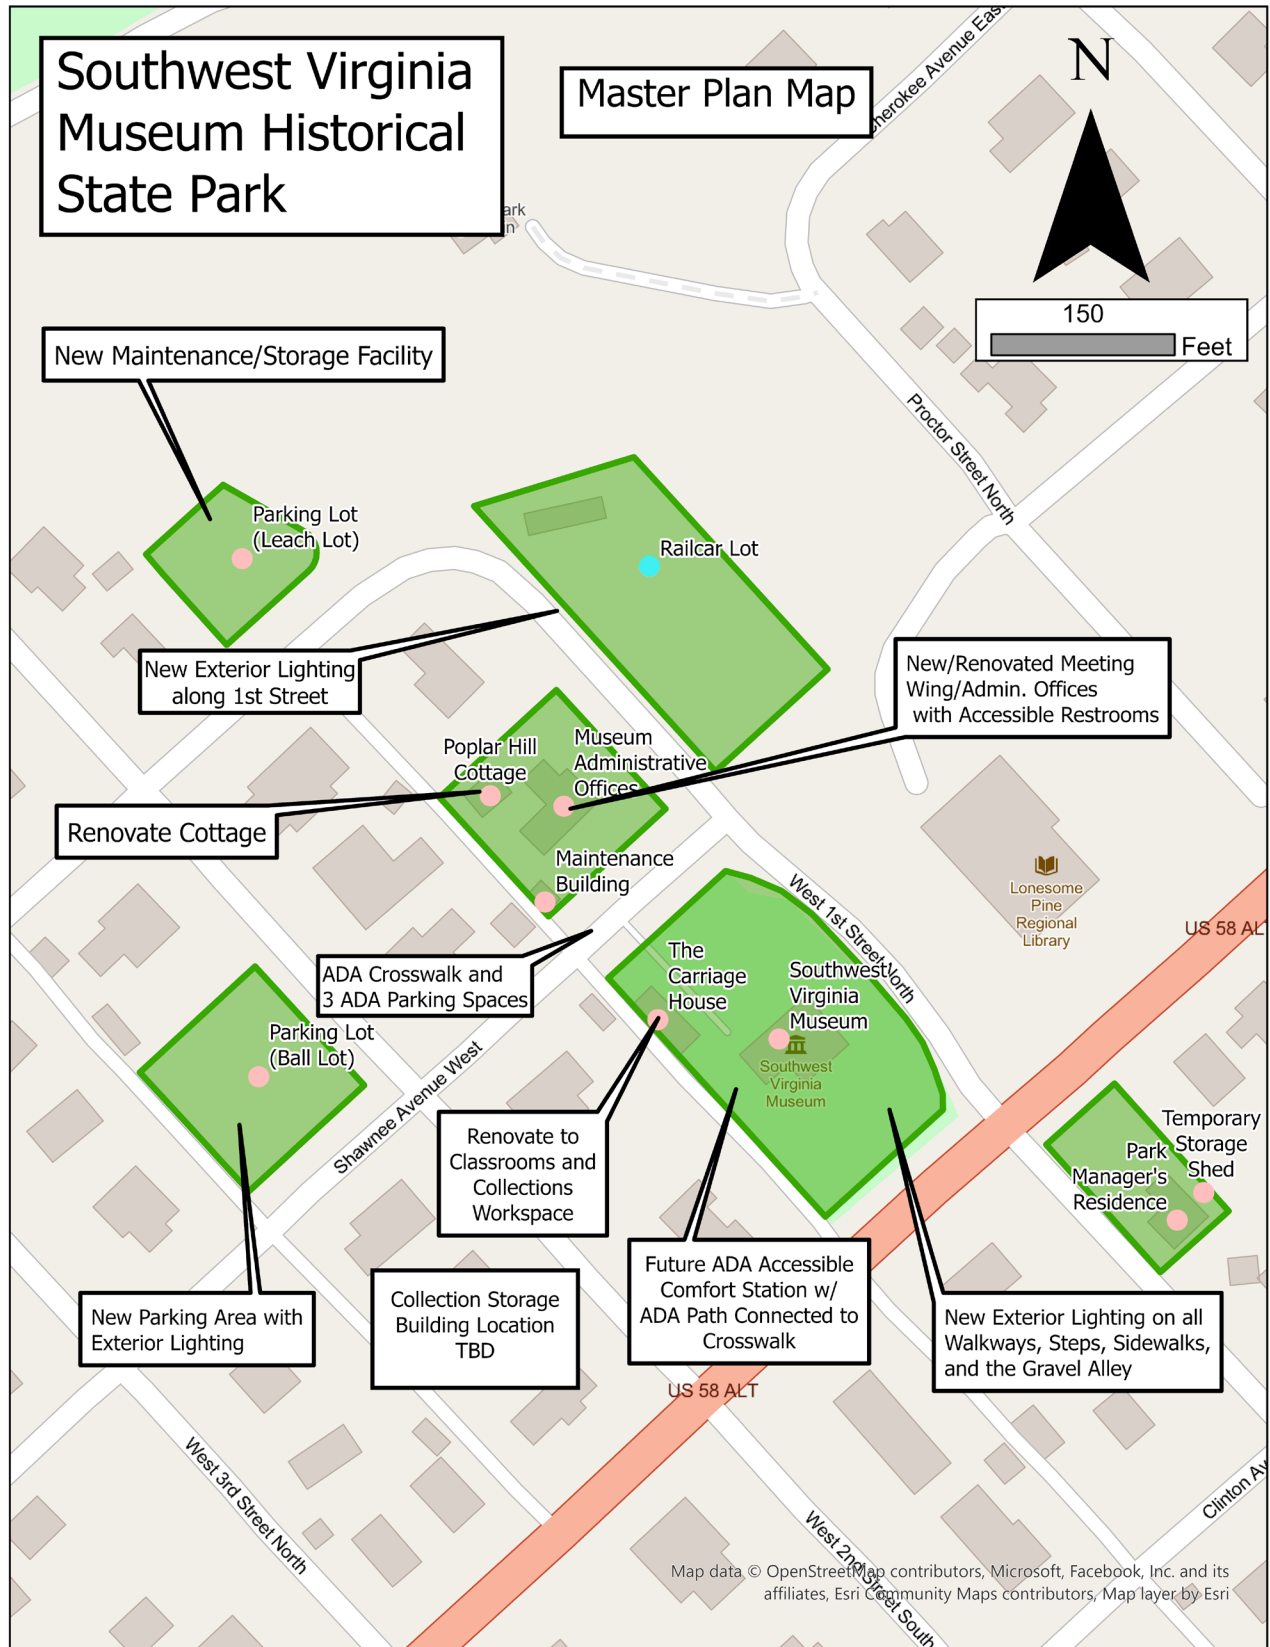 Southwest Virginia
Museum Historical
State Park
Master Plan Map
N
150
Feet
Cherokee Avenue East
ark
n
New Maintenance/Storage Facility
Proctor Street North
Parking Lot
(Leach Lot)
Railcar Lot
New Exterior Lighting
along 1st Street
New/Renovated Meeting
Wing/Admin. Offices
with Accessible Restrooms
Museum
Administrative
Offices
Poplar Hill
Cottage
Renovate Cottage
Maintenance
Building
West 1st Street North
Lonesome
Pine
Regional
Library
US 58 AL
ADA Crosswalk and
3 ADA Parking Spaces
The
Carriage
House
Southwest
Virginia
Museum
Southwest
Virginia
Museum
Parking Lot
(Ball Lot)
Shawnee Avenue West
Temporary
Storage
Shed
Park
Manager's
Residence
Renovate to
Classrooms and
Collections
Workspace
Future ADA Accessible
Comfort Station w/
ADA Path Connected to
Crosswalk
New Exterior Lighting on all
Walkways, Steps, Sidewalks,
and the Gravel Alley
New Parking Area with
Exterior Lighting
Collection Storage
Building Location
TBD
US 58 ALT
West 3rd Street North
West 2nd Street South
Clinton Av
Map data © OpenStreetMap contributors, Microsoft, Facebook, Inc. and its
affiliates, Esri Community Maps contributors, Map layer by Esri